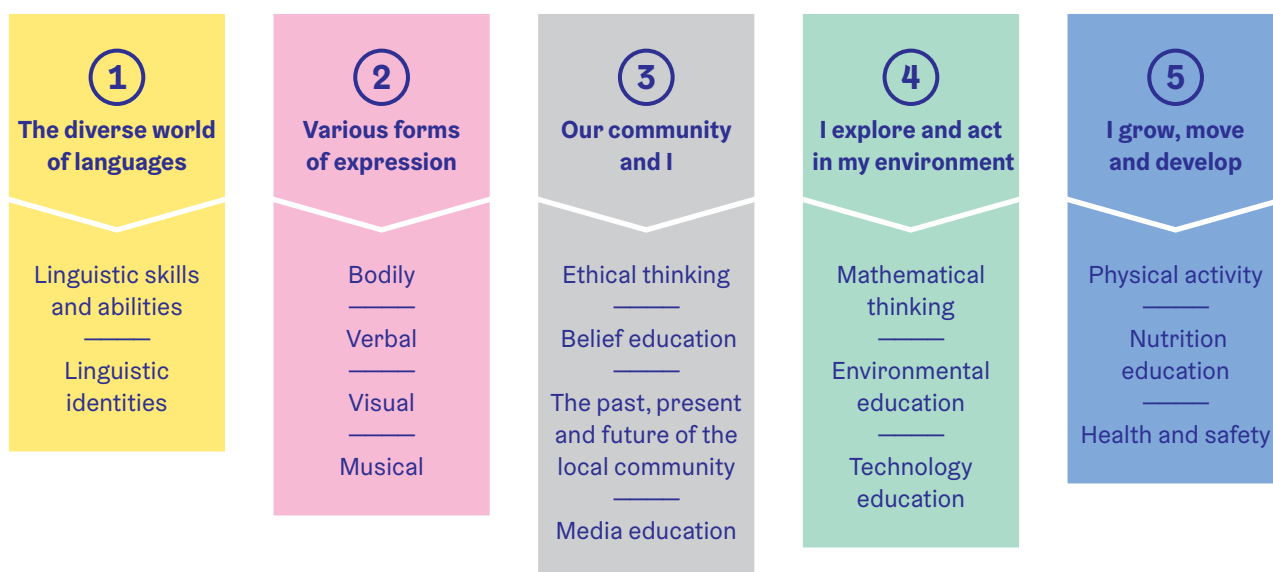 1
The diverse world
of languages
Linguistic skills
and abilities
Linguistic
identities
2
Various forms
of expression
Bodily
Verbal
Visual
Musical
3
Our community
and I
Ethical thinking
Belief education
The past, present
and future of the
local community
Media education
4
I explore and act
in my environment
Mathematical
thinking
Environmental
education
Technology
education
5
I grow, move
and develop
Physical activity
Nutrition
education
Health and safety